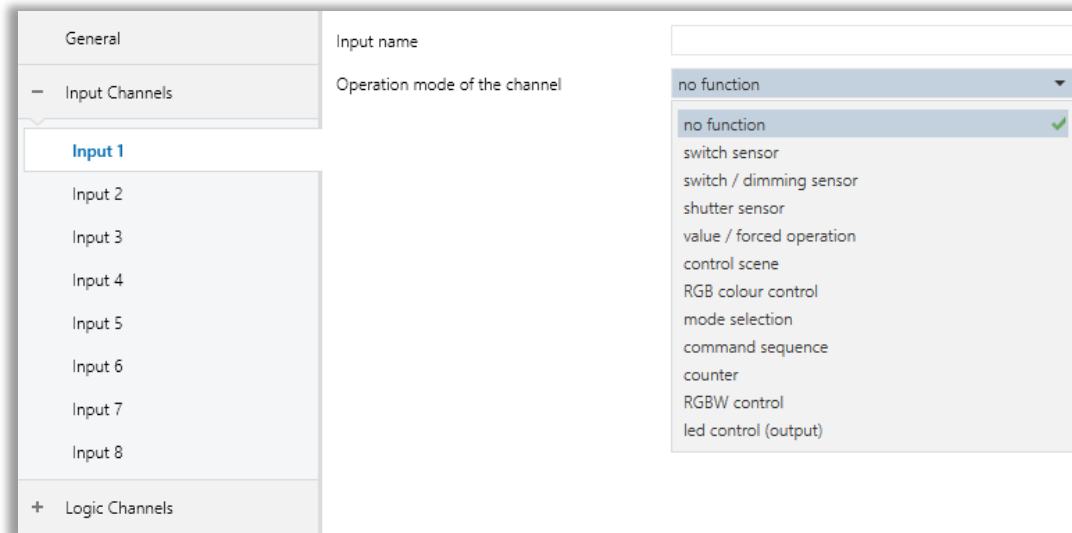 General
Input Channels
Input 1
Input 2
Input 3
Input 4
Input 5
Input 6
Input 7
Input 8
Logic Channels
Input name
Operation mode of the channel
no function
no function
switch sensor
switch / dimming sensor
shutter sensor
value / forced operation
control scene
RGB colour control
mode selection
command sequence
counter
RGBW control
led control (output)